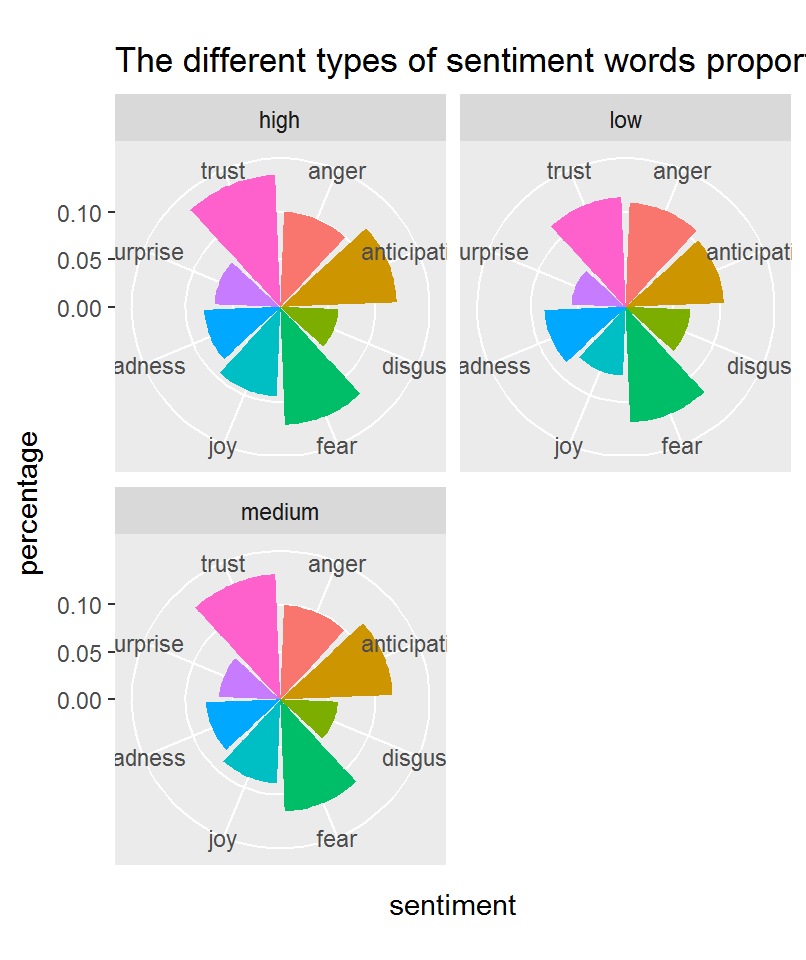 The different types of sentiment words propor
high
low
trust anger
trust anger
0.10
0.05
0.00
urprise anticipati
urprise anticipati
adness disgus
adness disgus
joy fear
joy fear
percentage
medium
trust anger
0.10
0.05
0.00
urprise anticipati
adness disgus
joy fear
sentiment